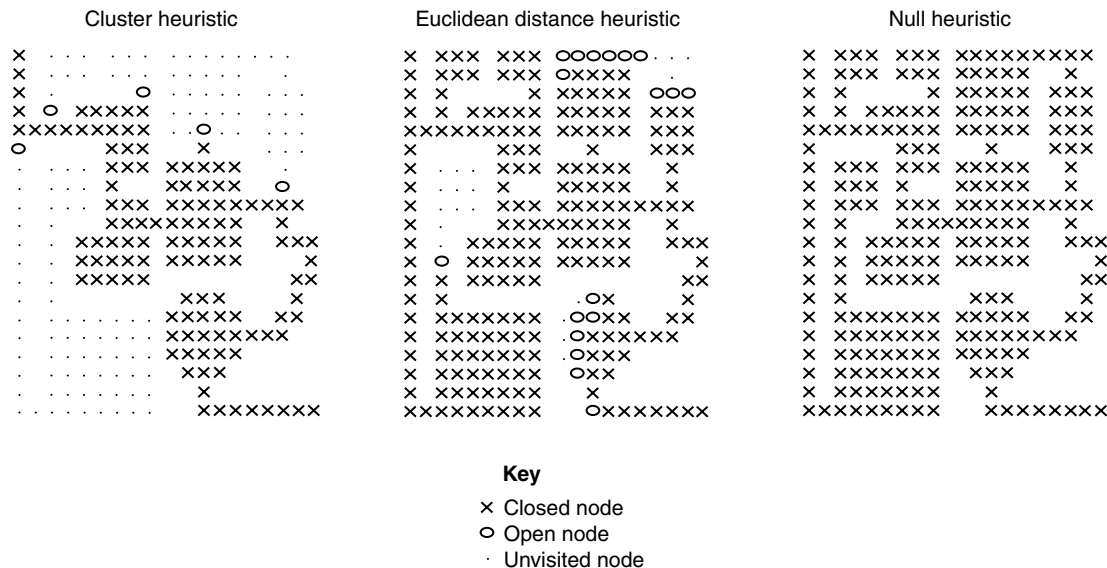 Cluster heuristic
Euclidean distance heuristic
Null heuristic
Key
× Closed node
o Open node
. Unvisited node